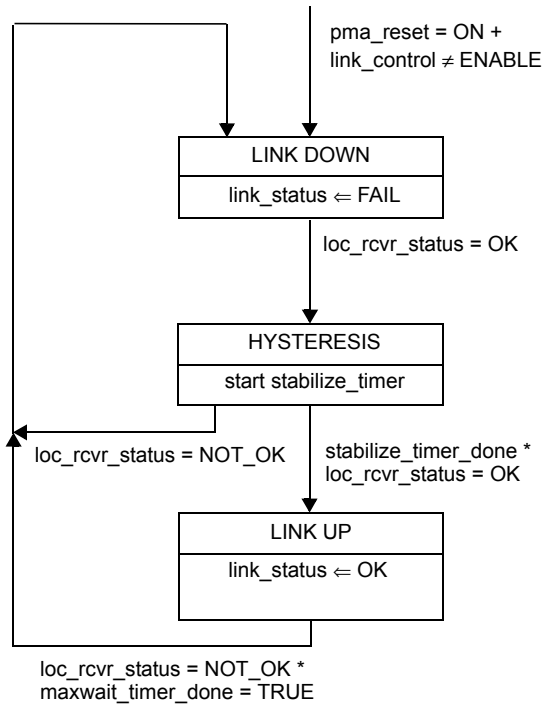 pma_reset = ON +
link_control ≠ ENABLE
LINK DOWN
link_status ⇐ FAIL
loc_rcvr_status = OK
HYSTERESIS
start stabilize_timer
loc_rcvr_status = NOT_OK
stabilize_timer_done *
loc_rcvr_status = OK
LINK UP
link_status ⇐ OK
loc_rcvr_status = NOT_OK *
maxwait_timer_done = TRUE